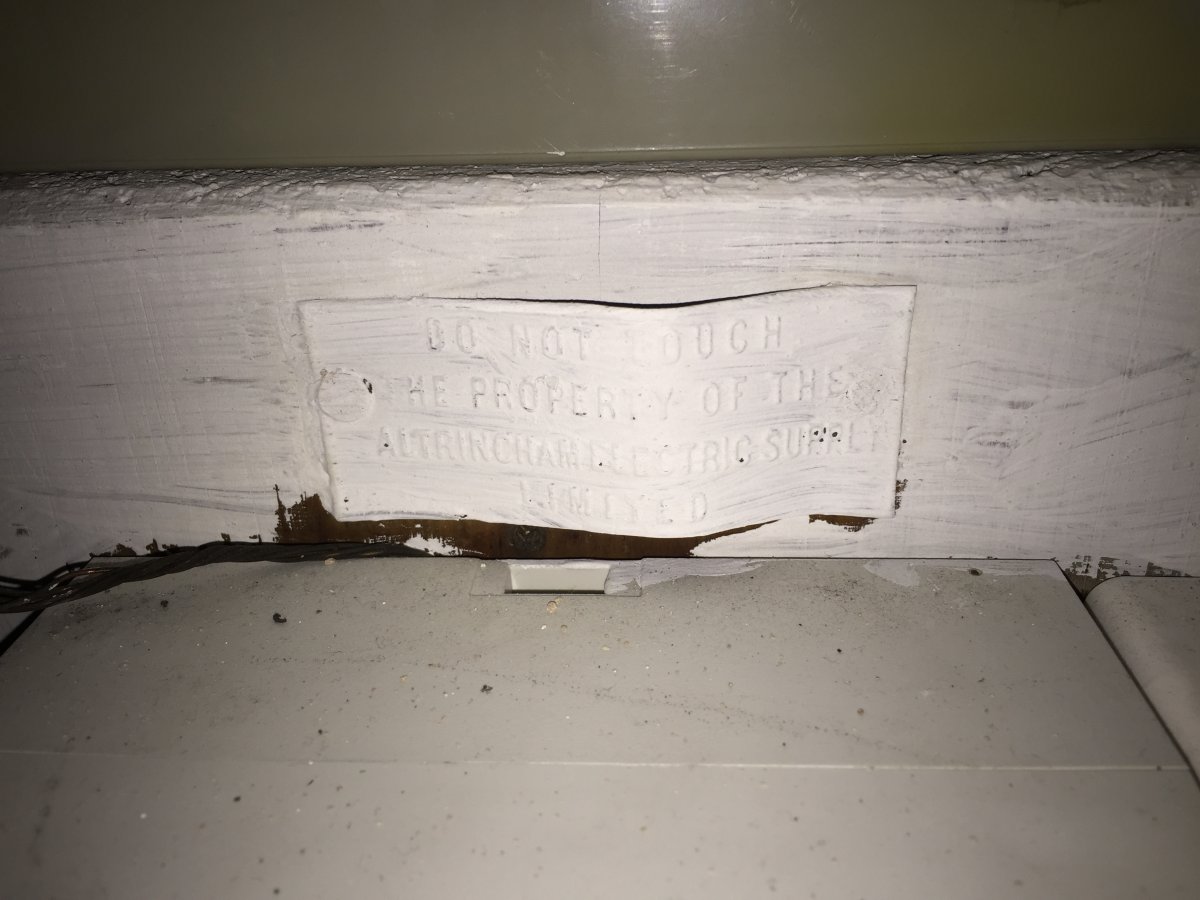 DO NOT TOUCH
THE PROPERTY OF THE
ALTRINCHAM ELECTRIC SUPPLY
LIMITED